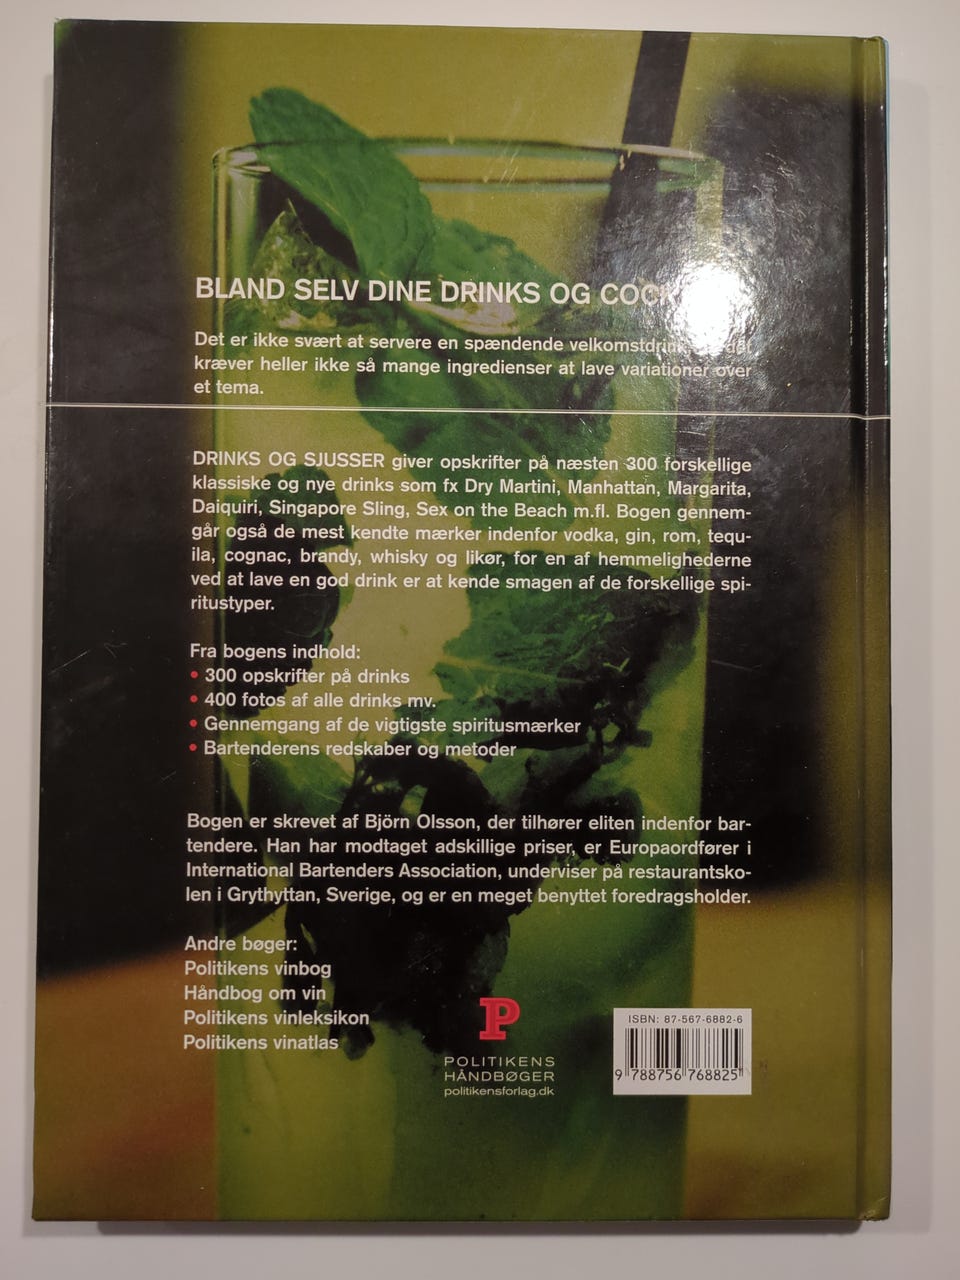 BLAND SELV DINE DRINKS OG
Det er ikke svært at servere en spændende
kræver heller ikke så mange ingredienser at lave variationer over
et tema.
DRINKS OG SJUSSER giver opskrifter på næsten 300 forskellige
klassiske og nye drinks som fx Dry Martini, Manhattan, Margarita,
Daiquiri, Singapore Sling, Sex on the Beach m.fl. Bogen gennem-
går også de mest kendte mærker indenfor vodka, gin, rom, tequ-
ila, cognac, brandy, whisky og likør, for en af hemmelighederne
ved at lave en god drink er at kende smagen af de forskellige spi-
ritustyper.
Fra bogens indhold:
• 300 opskrifter på drinks
• 400 fotos af alle drinks mv.
• Gennemgang af de vigtigste spiritusmærker
• Bartenderens redskaber og metoder
Bogen er skrevet af Björn Olsson, der tilhører eliten indenfor bar-
tendere. Han har modtaget adskillige priser, er Europaordfører i
International Bartenders Association, underviser på restaurantsko-
len i Grythyttan, Sverige, og er en meget benyttet foredragsholder.
Andre bøger:
Politikens vinbog
Håndbog om vin
Politikens vinleksikon
Politikens vinatlas
P
POLITIKENS
HÅNDBØGER
politikensforlag.dk
ISBN: 87-567-6882-6
9 788756 768825